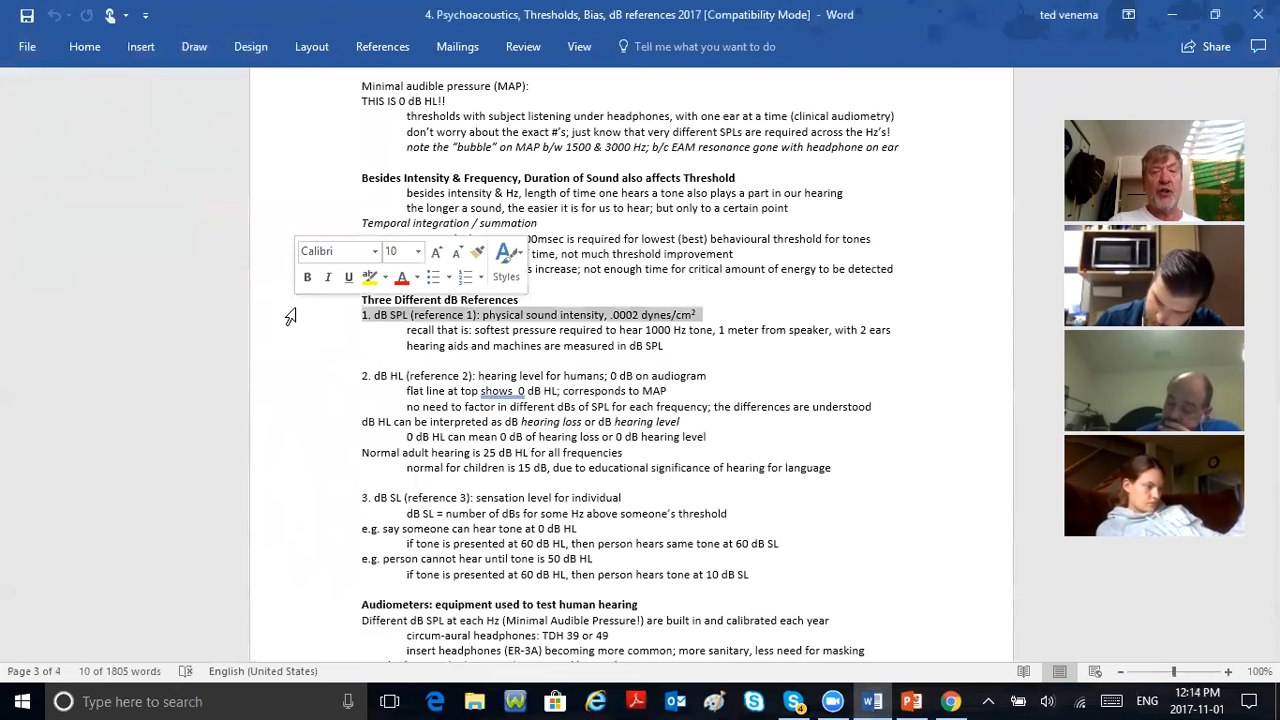 4. Psychoacoustics, Thresholds, Bias, dB references 2017 [Compatibility Mode] - Word
ted venema
File Home Insert Draw Design Layout References Mailings Review View Tell me what you want to do Share
Minimal audible pressure (MAP):
THIS IS 0 dB HL!!
thresholds with subject listening under headphones, with one ear at a time (clinical audiometry)
don't worry about the exact #'s; just know that very different SPLs are required across the Hz's!
note the "bubble" on MAP b/w 1500 & 3000 Hz; b/c EAM resonance gone with headphone on ear
Besides Intensity & Frequency, Duration of Sound also affects Threshold
besides intensity & Hz, length of time one hears a tone also plays a part in our hearing
the longer a sound, the easier it is for us to hear; but only to a certain point
Temporal integration / summation
00msec is required for lowest (best) behavioural threshold for tones
Calibri 10
time, not much threshold improvement
s increase; not enough time for critical amount of energy to be detected
B I U A Styles
Three Different dB References
1. dB SPL (reference 1): physical sound intensity, .0002 dynes/cm²
recall that is: softest pressure required to hear 1000 Hz tone, 1 meter from speaker, with 2 ears
hearing aids and machines are measured in dB SPL
2. dB HL (reference 2): hearing level for humans; 0 dB on audiogram
flat line at top shows 0 dB HL; corresponds to MAP
no need to factor in different dBs of SPL for each frequency; the differences are understood
dB HL can be interpreted as dB hearing loss or dB hearing level
0 dB HL can mean 0 dB of hearing loss or 0 dB hearing level
Normal adult hearing is 25 dB HL for all frequencies
normal for children is 15 dB, due to educational significance of hearing for language
3. dB SL (reference 3): sensation level for individual
dB SL = number of dBs for some Hz above someone's threshold
e.g. say someone can hear tone at 0 dB HL
if tone is presented at 60 dB HL, then person hears same tone at 60 dB SL
e.g. person cannot hear until tone is 50 dB HL
if tone is presented at 60 dB HL, then person hears tone at 10 dB SL
Audiometers: equipment used to test human hearing
Different dB SPL at each Hz (Minimal Audible Pressure!) are built in and calibrated each year
circum-aural headphones: TDH 39 or 49
insert headphones (ER-3A) becoming more common; more sanitary, less need for masking
Page 3 of 4 10 of 1805 words English (United States) 100%
Type here to search
ENG
12:14 PM
2017-11-01